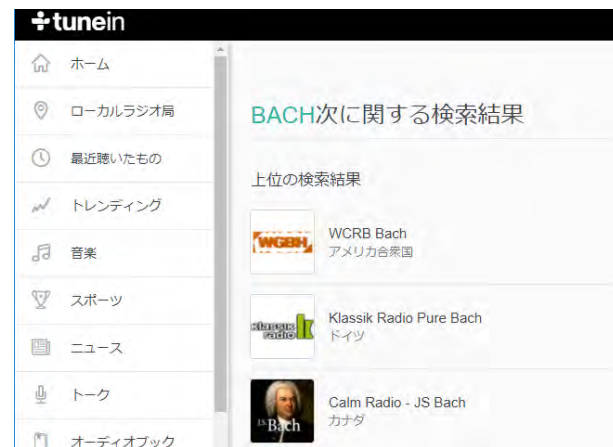 tunein
ホーム
ローカルラジオ局
最近聴いたもの
トレンディング
音楽
スポーツ
ニュース
トーク
オーディオブック
BACH次に関する検索結果
上位の検索結果
WGBH
WCRB Bach
アメリカ合衆国
klassik
radio
Klassik Radio Pure Bach
ドイツ
J.S.
Bach
Calm Radio - JS Bach
カナダ